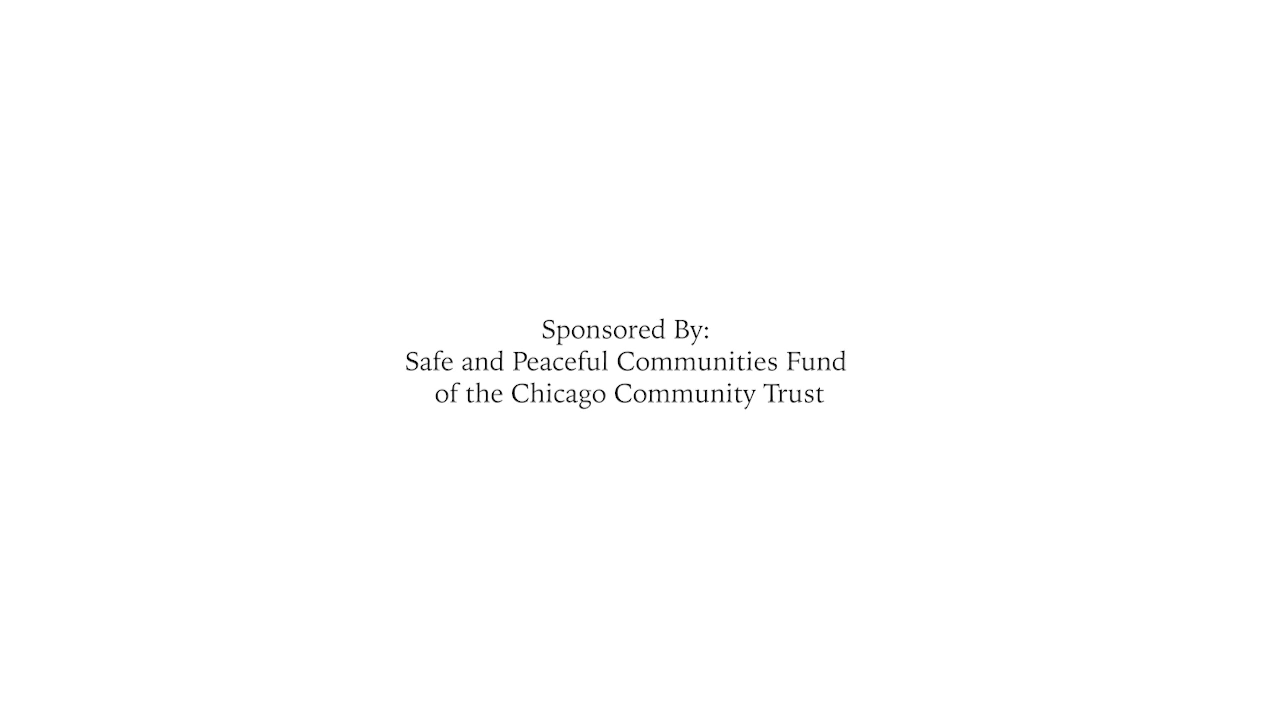 Sponsored By:
Safe and Peaceful Communities Fund
of the Chicago Community Trust